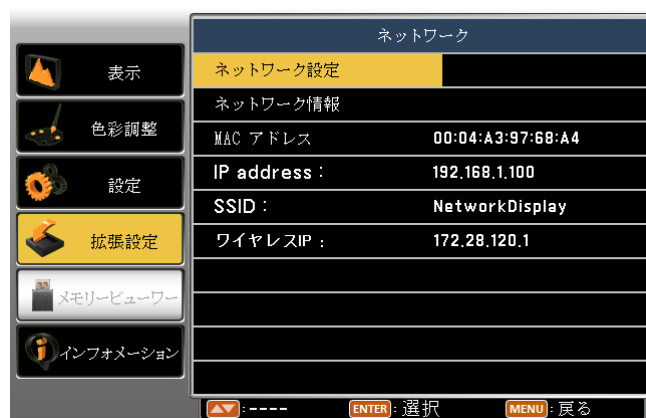 ネットワーク
表示
色彩調整
設定
拡張設定
メモリービューワー
インフォメーション
ネットワーク設定
ネットワーク情報
MAC アドレス 00:04:A3:97:68:A4
IP address : 192.168.1.100
SSID : NetworkDisplay
ワイヤレスIP : 172.28.120.1
▲▼:---- ENTER:選択 MENU:戻る